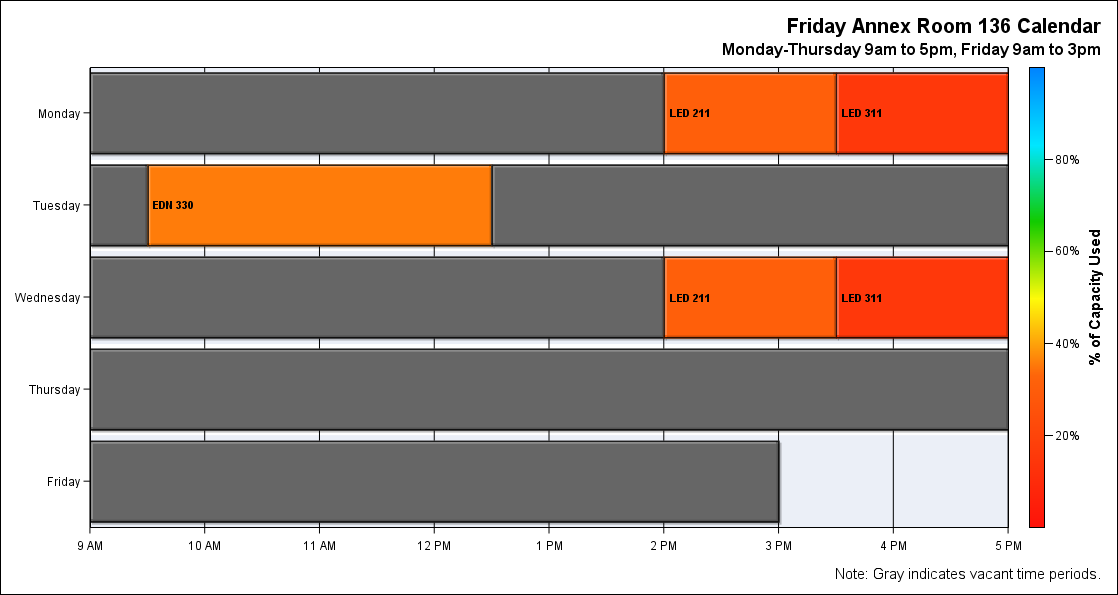 Friday Annex Room 136 Calendar
Monday-Thursday 9am to 5pm, Friday 9am to 3pm
Monday
LED 211
LED 311
Tuesday
EDN 330
Wednesday
LED 211
LED 311
Thursday
Friday
9 AM
10 AM
11 AM
12 PM
1 PM
2 PM
3 PM
4 PM
5 PM
80%
60%
40%
20%
% of Capacity Used
Note: Gray indicates vacant time periods.